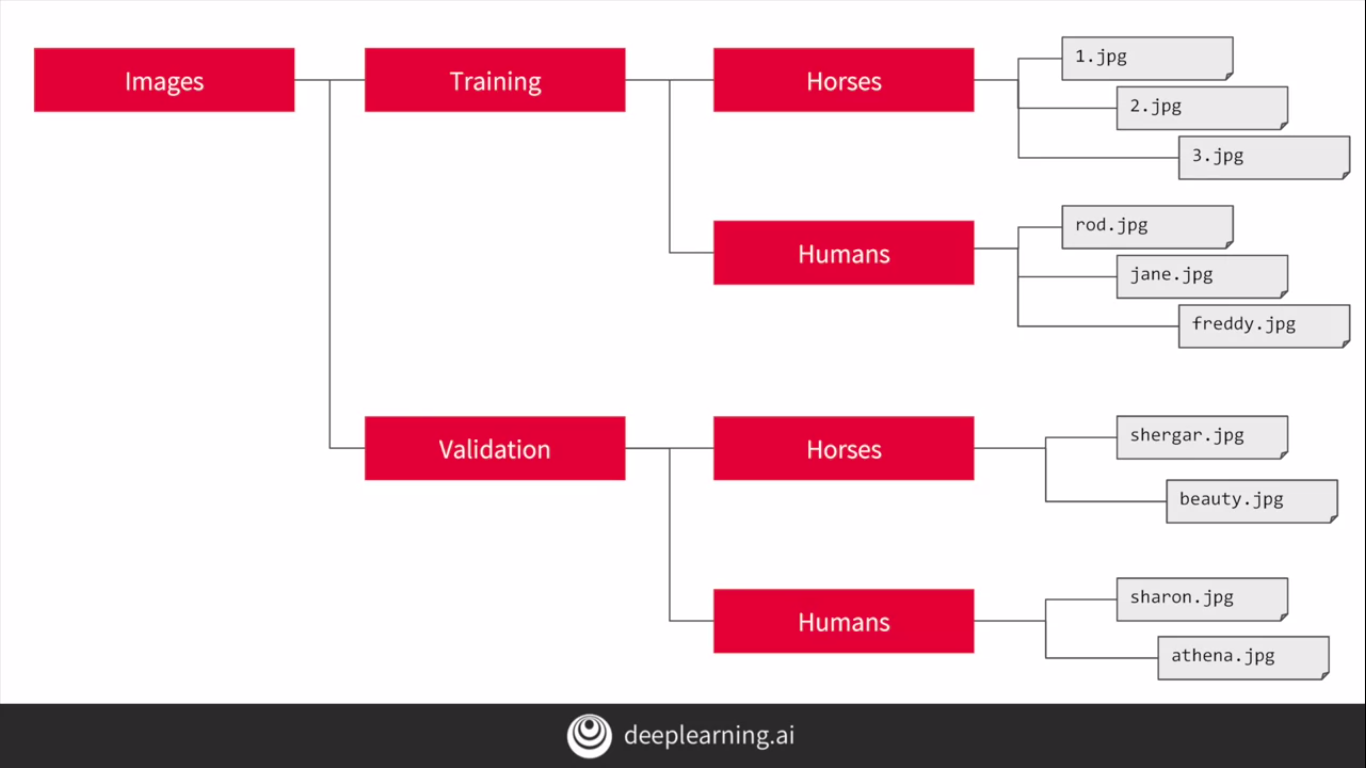 Images
Training
Horses
1.jpg
2.jpg
3.jpg
Humans
rod.jpg
jane.jpg
freddy.jpg
Validation
Horses
shergar.jpg
beauty.jpg
Humans
sharon.jpg
athena.jpg
deeplearning.ai